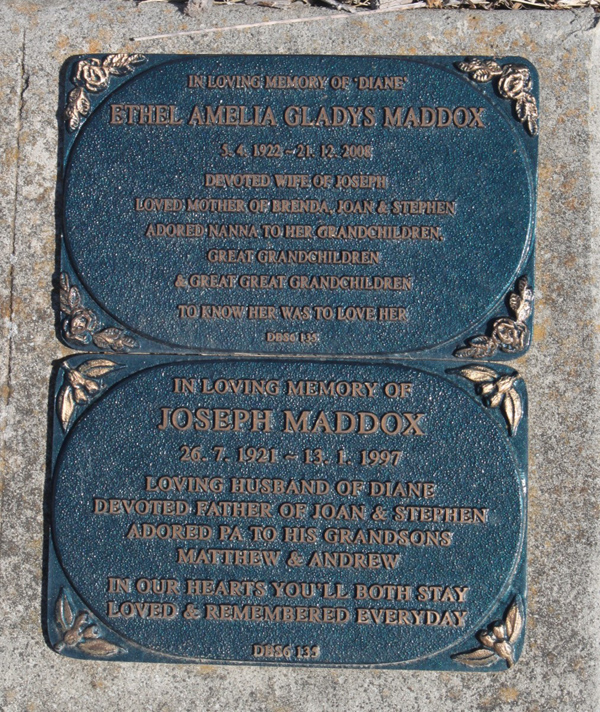 IN LOVING MEMORY OF 'DIANE'
ETHEL AMELIA GLADYS MADDOX
3. 4. 1922 ~ 21. 12. 2008
DEVOTED WIFE OF JOSEPH
LOVED MOTHER OF BRENDA, JOAN & STEPHEN
ADORED NANNA TO HER GRANDCHILDREN,
GREAT GRANDCHILDREN
& GREAT GREAT GRANDCHILDREN
TO KNOW HER WAS TO LOVE HER
DBS6 135
IN LOVING MEMORY OF
JOSEPH MADDOX
26. 7. 1921 ~ 13. 1. 1997
LOVING HUSBAND OF DIANE
DEVOTED FATHER OF JOAN & STEPHEN
ADORED PA TO HIS GRANDSONS
MATTHEW & ANDREW
IN OUR HEARTS YOU'LL BOTH STAY
LOVED & REMEMBERED EVERYDAY
DBS6 135